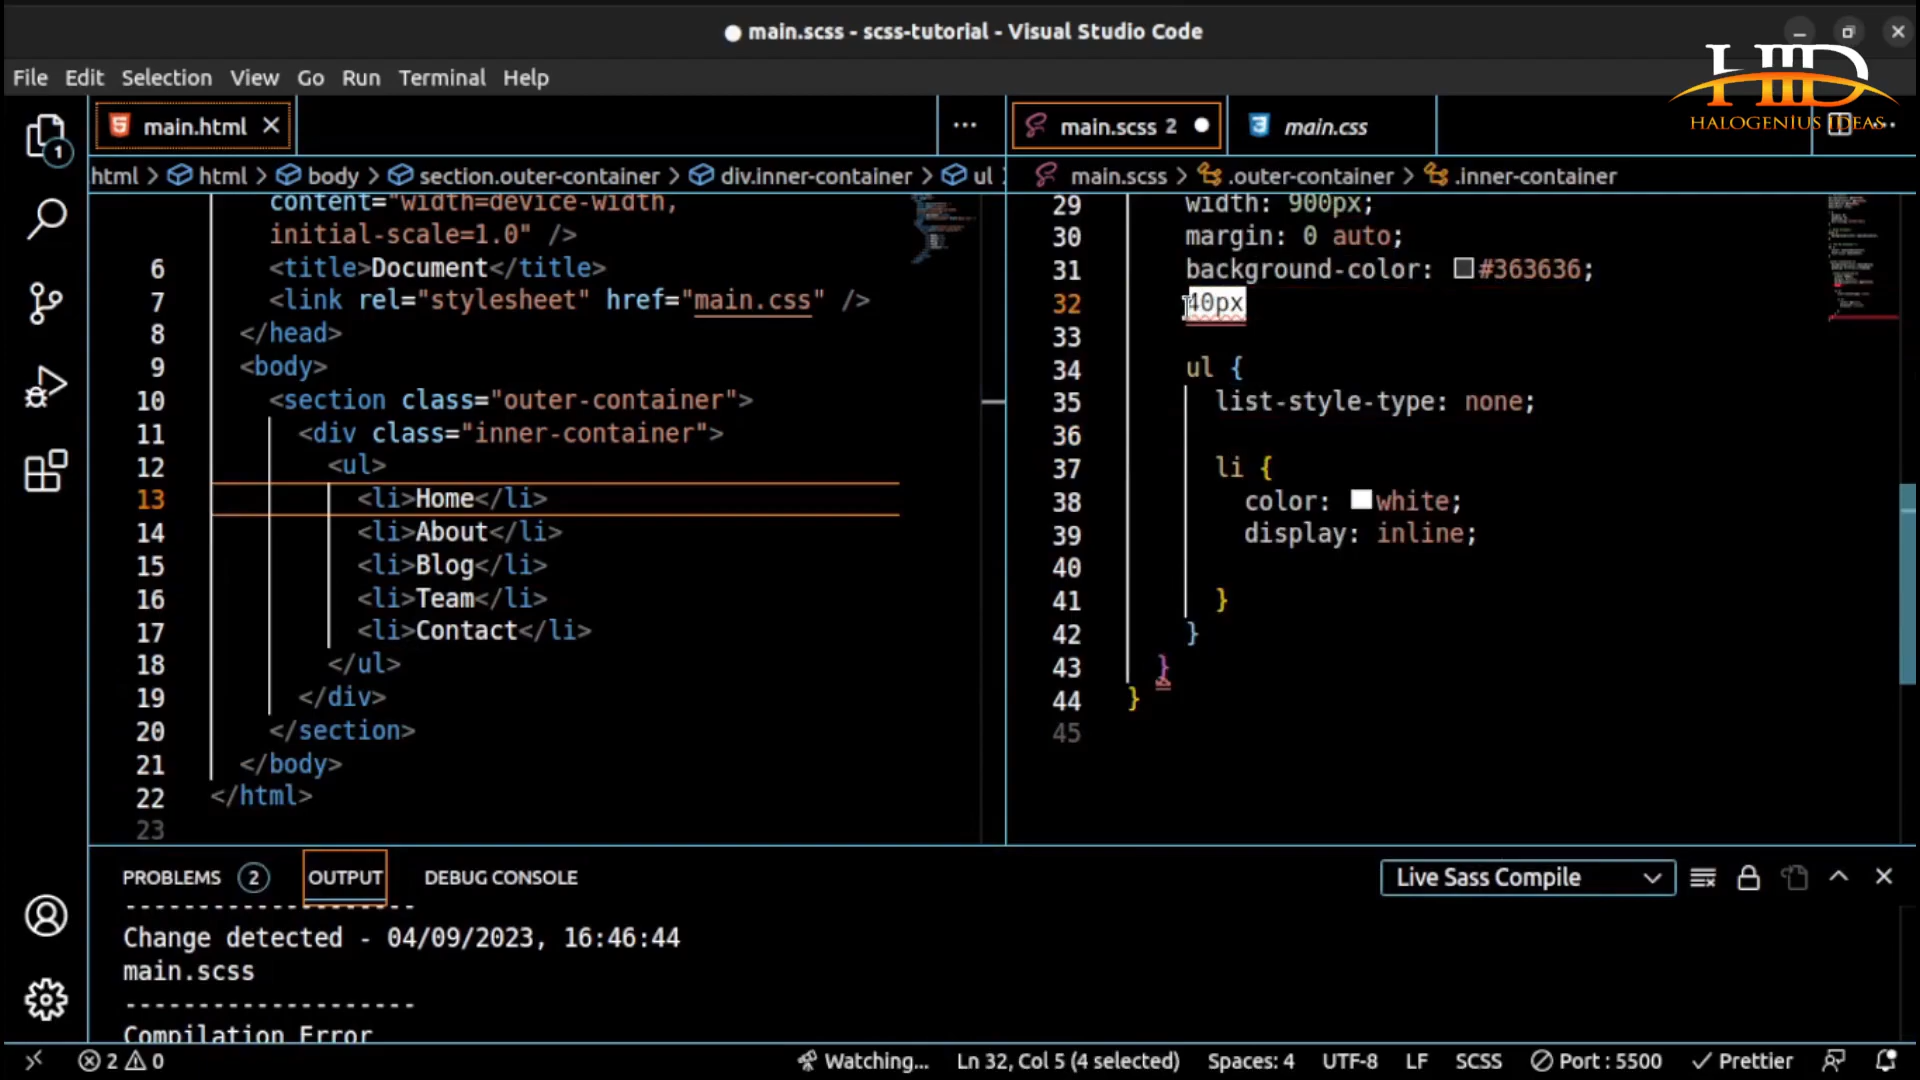 main.scss - scss-tutorial - Visual Studio Code
File Edit Selection View Go Run Terminal Help
HID
HALOGENIUS IDEAS
main.html
main.scss 2
main.css
html > html > body > section.outer-container > div.inner-container > ul
main.scss > .outer-container > .inner-container
1
content="width=device-width,
initial-scale=1.0" />
6 <title>Document</title>
7 <link rel="stylesheet" href="main.css" />
8 </head>
9 <body>
10 <section class="outer-container">
11 <div class="inner-container">
12 <ul>
13 <li>Home</li>
14 <li>About</li>
15 <li>Blog</li>
16 <li>Team</li>
17 <li>Contact</li>
18 </ul>
19 </div>
20 </section>
21 </body>
22 </html>
23
29 width: 900px;
30 margin: 0 auto;
31 background-color: #363636;
32 40px
33
34 ul {
35 list-style-type: none;
36
37 li {
38 color: white;
39 display: inline;
40
41 }
42 }
43 }
44 }
45
PROBLEMS 2 OUTPUT DEBUG CONSOLE
Live Sass Compile
--------------------
Change detected - 04/09/2023, 16:46:44
main.scss
--------------------
Compilation Error
2 0 Watching... Ln 32, Col 5 (4 selected) Spaces: 4 UTF-8 LF SCSS Port : 5500 Prettier